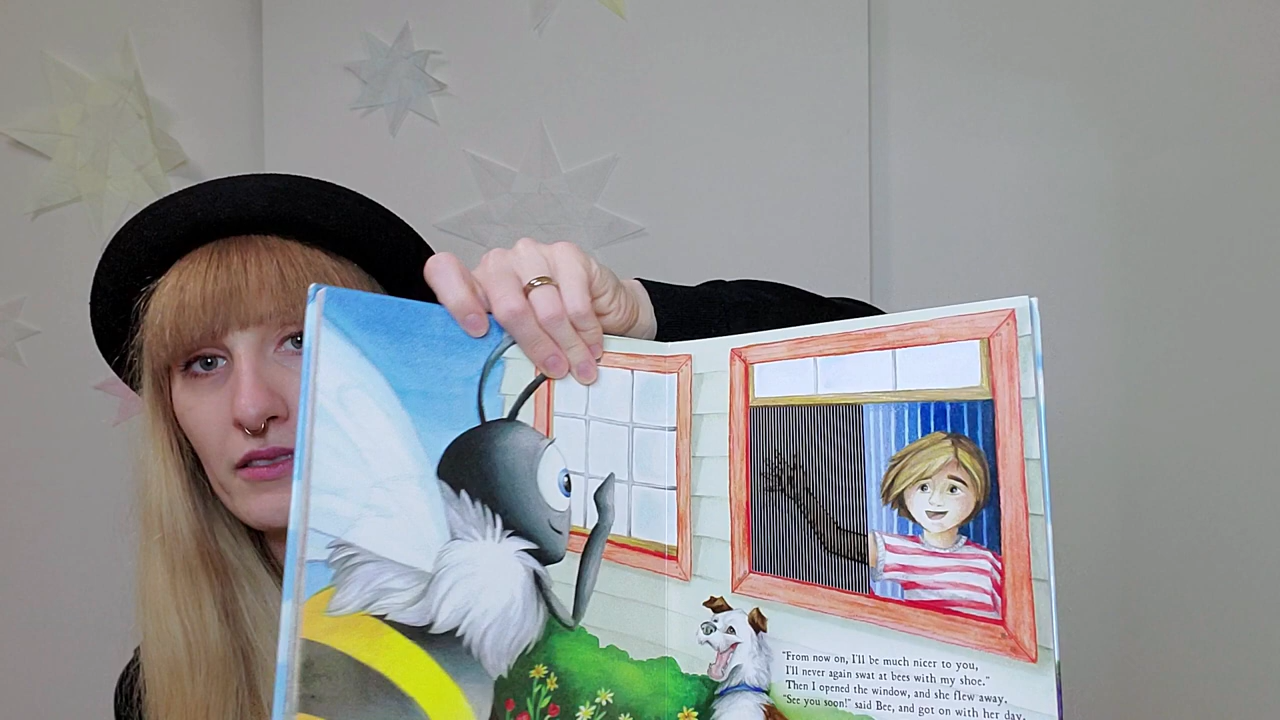 "From now on, I'll be much nicer to you,
I'll never again swat at bees with my shoe."
Then I opened the window, and she flew away.
"See you soon!" said Bee, and got on with her day.